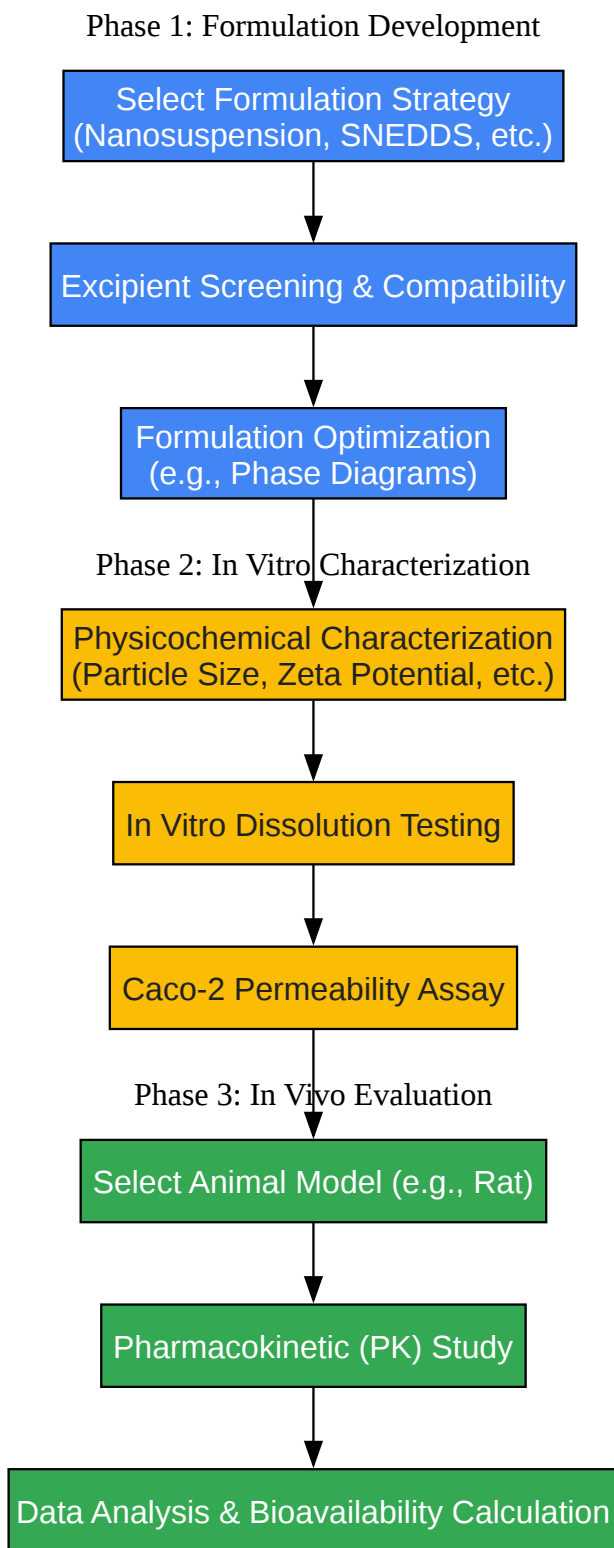 Phase 1: Formulation Development
Select Formulation Strategy
(Nanosuspension, SNEDDS, etc.)
Excipient Screening & Compatibility
Formulation Optimization
(e.g., Phase Diagrams)
Phase 2: In Vitro Characterization
Physicochemical Characterization
(Particle Size, Zeta Potential, etc.)
In Vitro Dissolution Testing
Caco-2 Permeability Assay
Phase 3: In Vivo Evaluation
Select Animal Model (e.g., Rat)
Pharmacokinetic (PK) Study
Data Analysis & Bioavailability Calculation